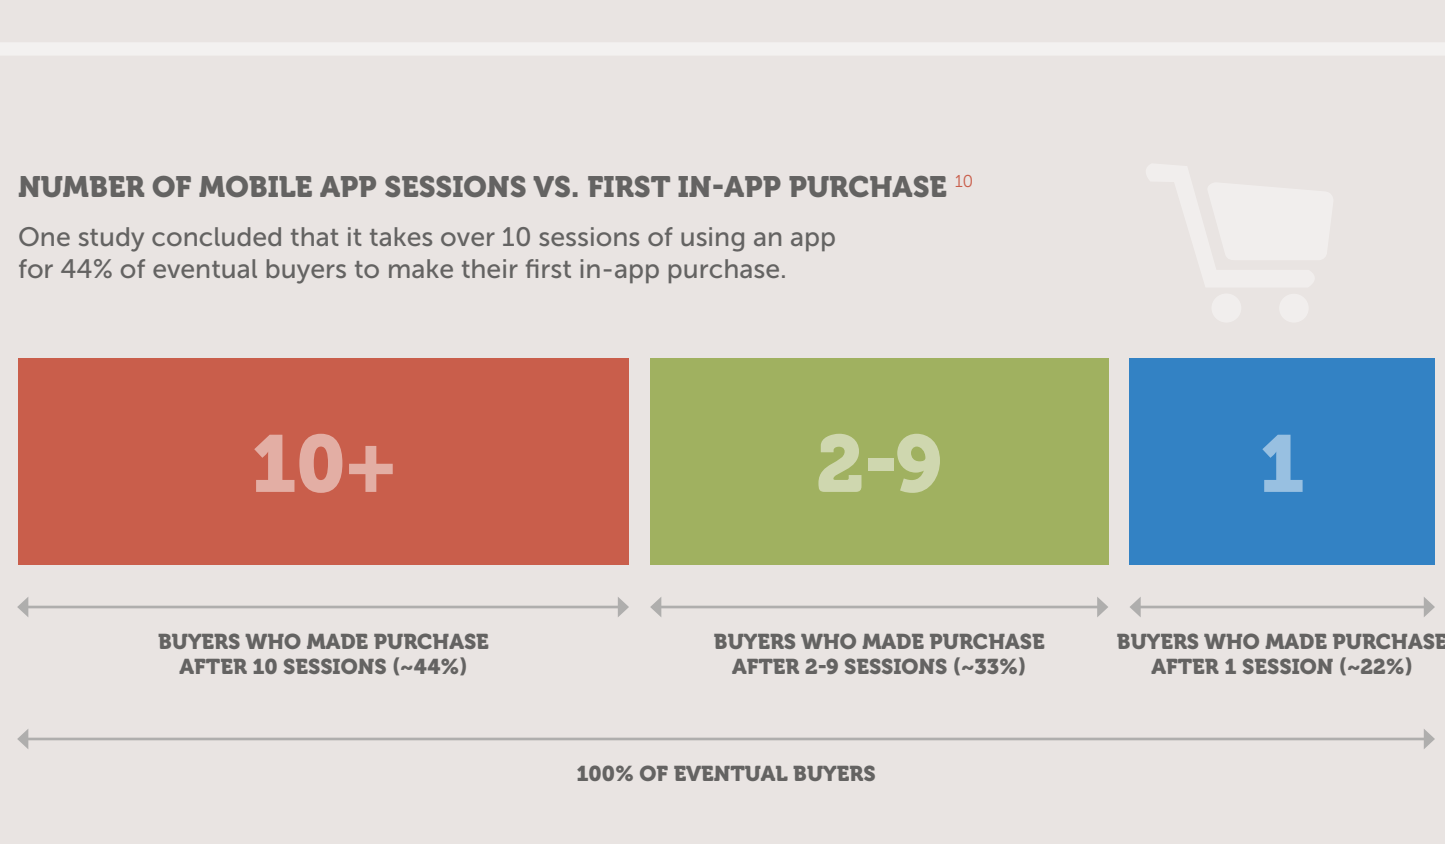 NUMBER OF MOBILE APP SESSIONS VS. FIRST IN-APP PURCHASE 10
One study concluded that it takes over 10 sessions of using an app
for 44% of eventual buyers to make their first in-app purchase.
10+
2-9
1
BUYERS WHO MADE PURCHASE
AFTER 10 SESSIONS (~44%)
BUYERS WHO MADE PURCHASE
AFTER 2-9 SESSIONS (~33%)
BUYERS WHO MADE PURCHASE
AFTER 1 SESSION (~22%)
100% OF EVENTUAL BUYERS